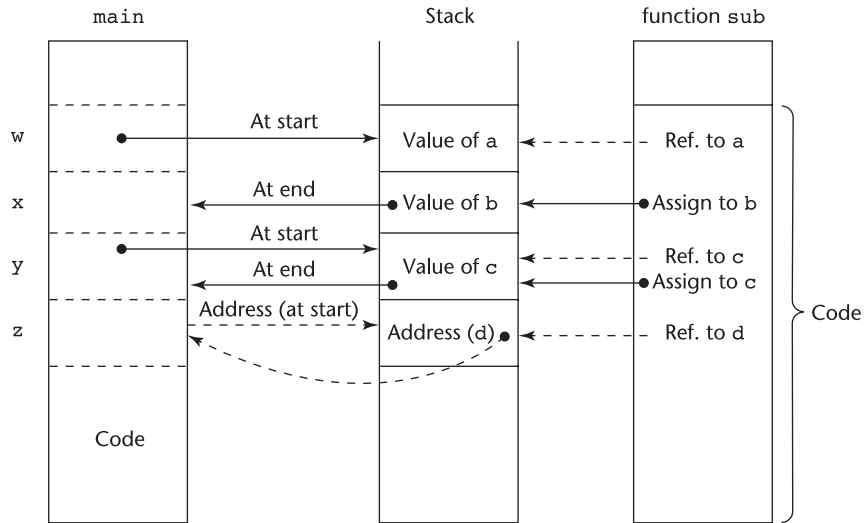 main Stack function sub
w At start Value of a Ref. to a
x At end Value of b Assign to b
At start Ref. to c
y Value of c
At end Assign to c
Address (at start)
z Address (d) Ref. to d
Code
Code